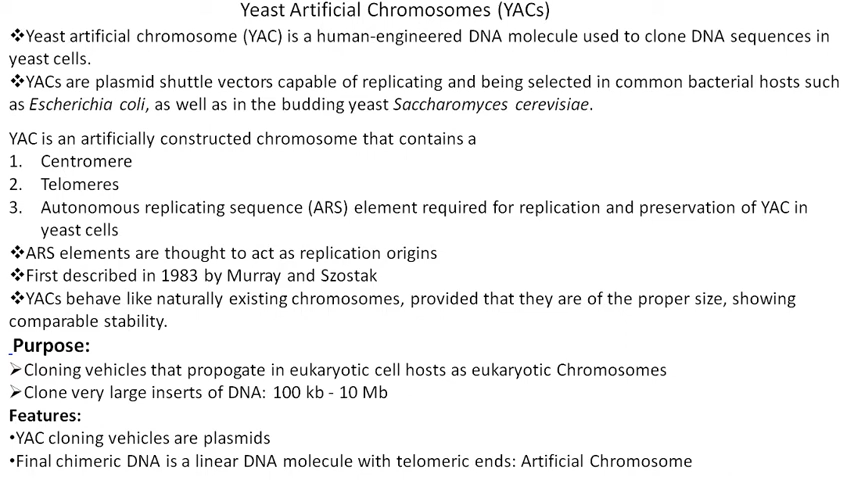 Yeast Artificial Chromosomes (YACs)
❖Yeast artificial chromosome (YAC) is a human-engineered DNA molecule used to clone DNA sequences in
yeast cells.
❖YACs are plasmid shuttle vectors capable of replicating and being selected in common bacterial hosts such
as Escherichia coli, as well as in the budding yeast Saccharomyces cerevisiae.
YAC is an artificially constructed chromosome that contains a
1. Centromere
2. Telomeres
3. Autonomous replicating sequence (ARS) element required for replication and preservation of YAC in
yeast cells
❖ARS elements are thought to act as replication origins
❖First described in 1983 by Murray and Szostak
❖YACs behave like naturally existing chromosomes, provided that they are of the proper size, showing
comparable stability.
Purpose:
➢Cloning vehicles that propogate in eukaryotic cell hosts as eukaryotic Chromosomes
➢Clone very large inserts of DNA: 100 kb - 10 Mb
Features:
•YAC cloning vehicles are plasmids
•Final chimeric DNA is a linear DNA molecule with telomeric ends: Artificial Chromosome